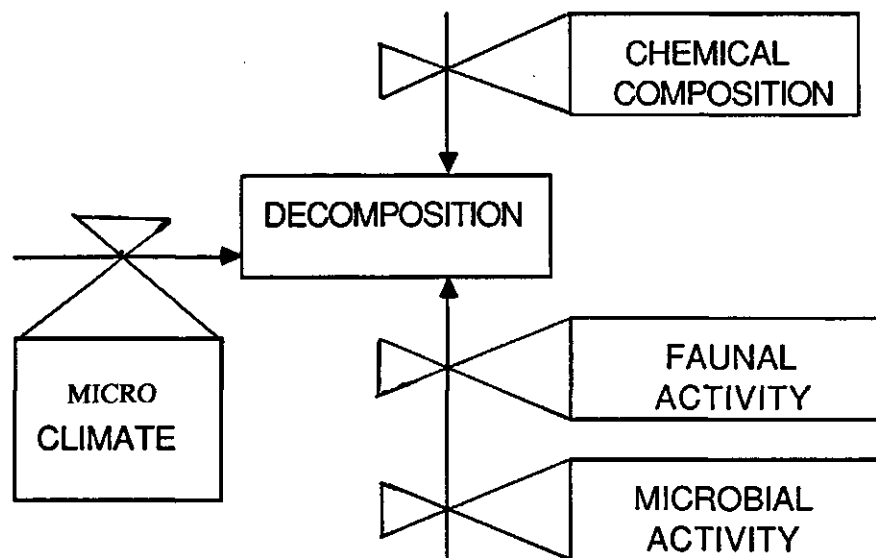 CHEMICAL
COMPOSITION
DECOMPOSITION
MICRO
CLIMATE
FAUNAL
ACTIVITY
MICROBIAL
ACTIVITY